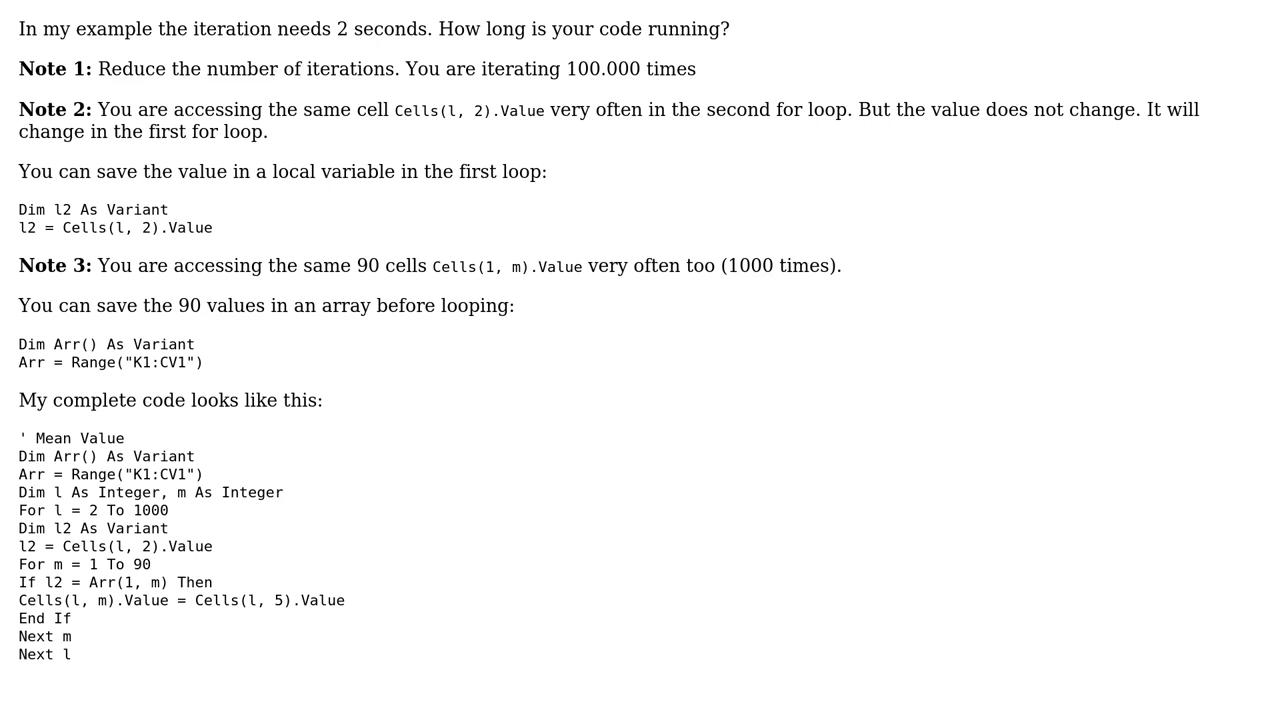 In my example the iteration needs 2 seconds. How long is your code running?
Note 1: Reduce the number of iterations. You are iterating 100.000 times
Note 2: You are accessing the same cell Cells(l, 2).Value very often in the second for loop. But the value does not change. It will
change in the first for loop.
You can save the value in a local variable in the first loop:
Dim l2 As Variant
l2 = Cells(l, 2).Value
Note 3: You are accessing the same 90 cells Cells(1, m).Value very often too (1000 times).
You can save the 90 values in an array before looping:
Dim Arr() As Variant
Arr = Range("K1:CV1")
My complete code looks like this:
' Mean Value
Dim Arr() As Variant
Arr = Range("K1:CV1")
Dim l As Integer, m As Integer
For l = 2 To 1000
Dim l2 As Variant
l2 = Cells(l, 2).Value
For m = 1 To 90
If l2 = Arr(1, m) Then
Cells(l, m).Value = Cells(l, 5).Value
End If
Next m
Next l